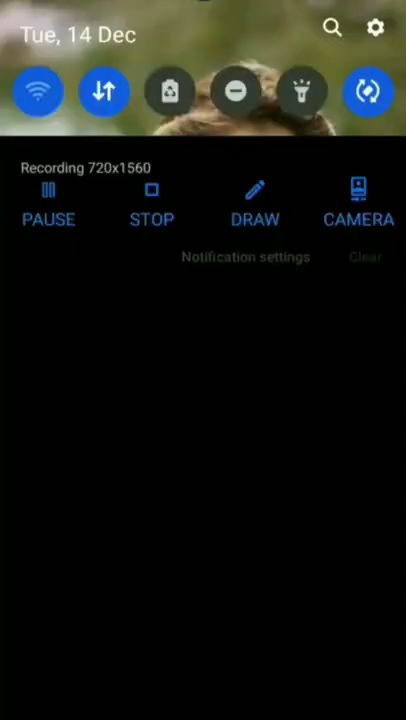 Tue, 14 Dec
Recording 720x1560
PAUSE STOP DRAW CAMERA
Notification settings Clear